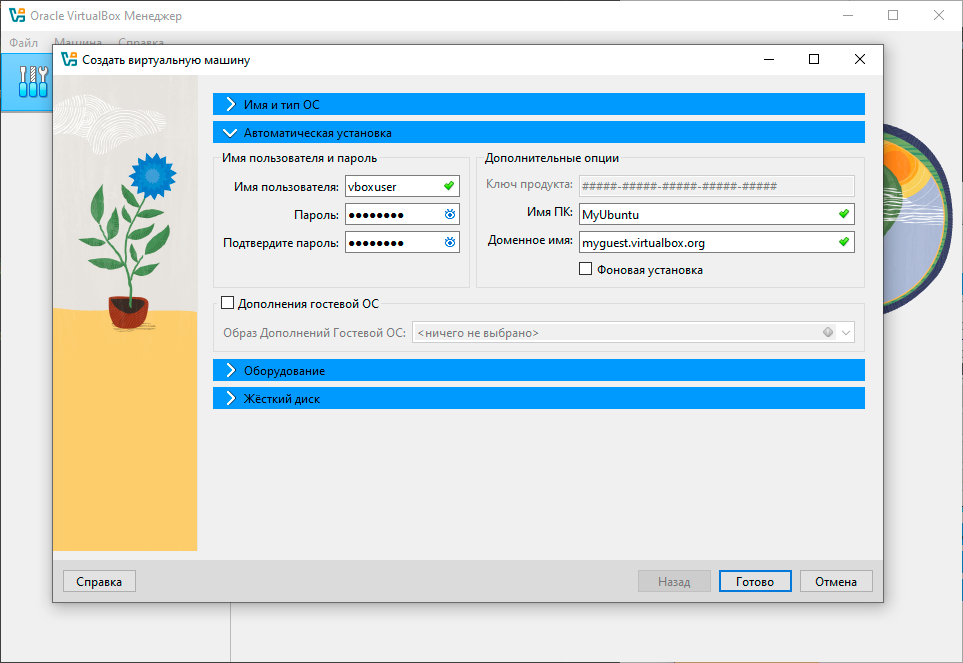 Oracle VirtualBox Менеджер
Файл Машина Справка
Создать виртуальную машину
Имя и тип ОС
Автоматическая установка
Имя пользователя и пароль
Имя пользователя: vboxuser
Пароль: ●●●●●●●●
Подтвердите пароль: ●●●●●●●●
Дополнительные опции
Ключ продукта: #####-#####-#####-#####-#####
Имя ПК: MyUbuntu
Доменное имя: myguest.virtualbox.org
Фоновая установка
Дополнения гостевой ОС
Образ Дополнений Гостевой ОС: <ничего не выбрано>
Оборудование
Жёсткий диск
Справка Назад Готово Отмена